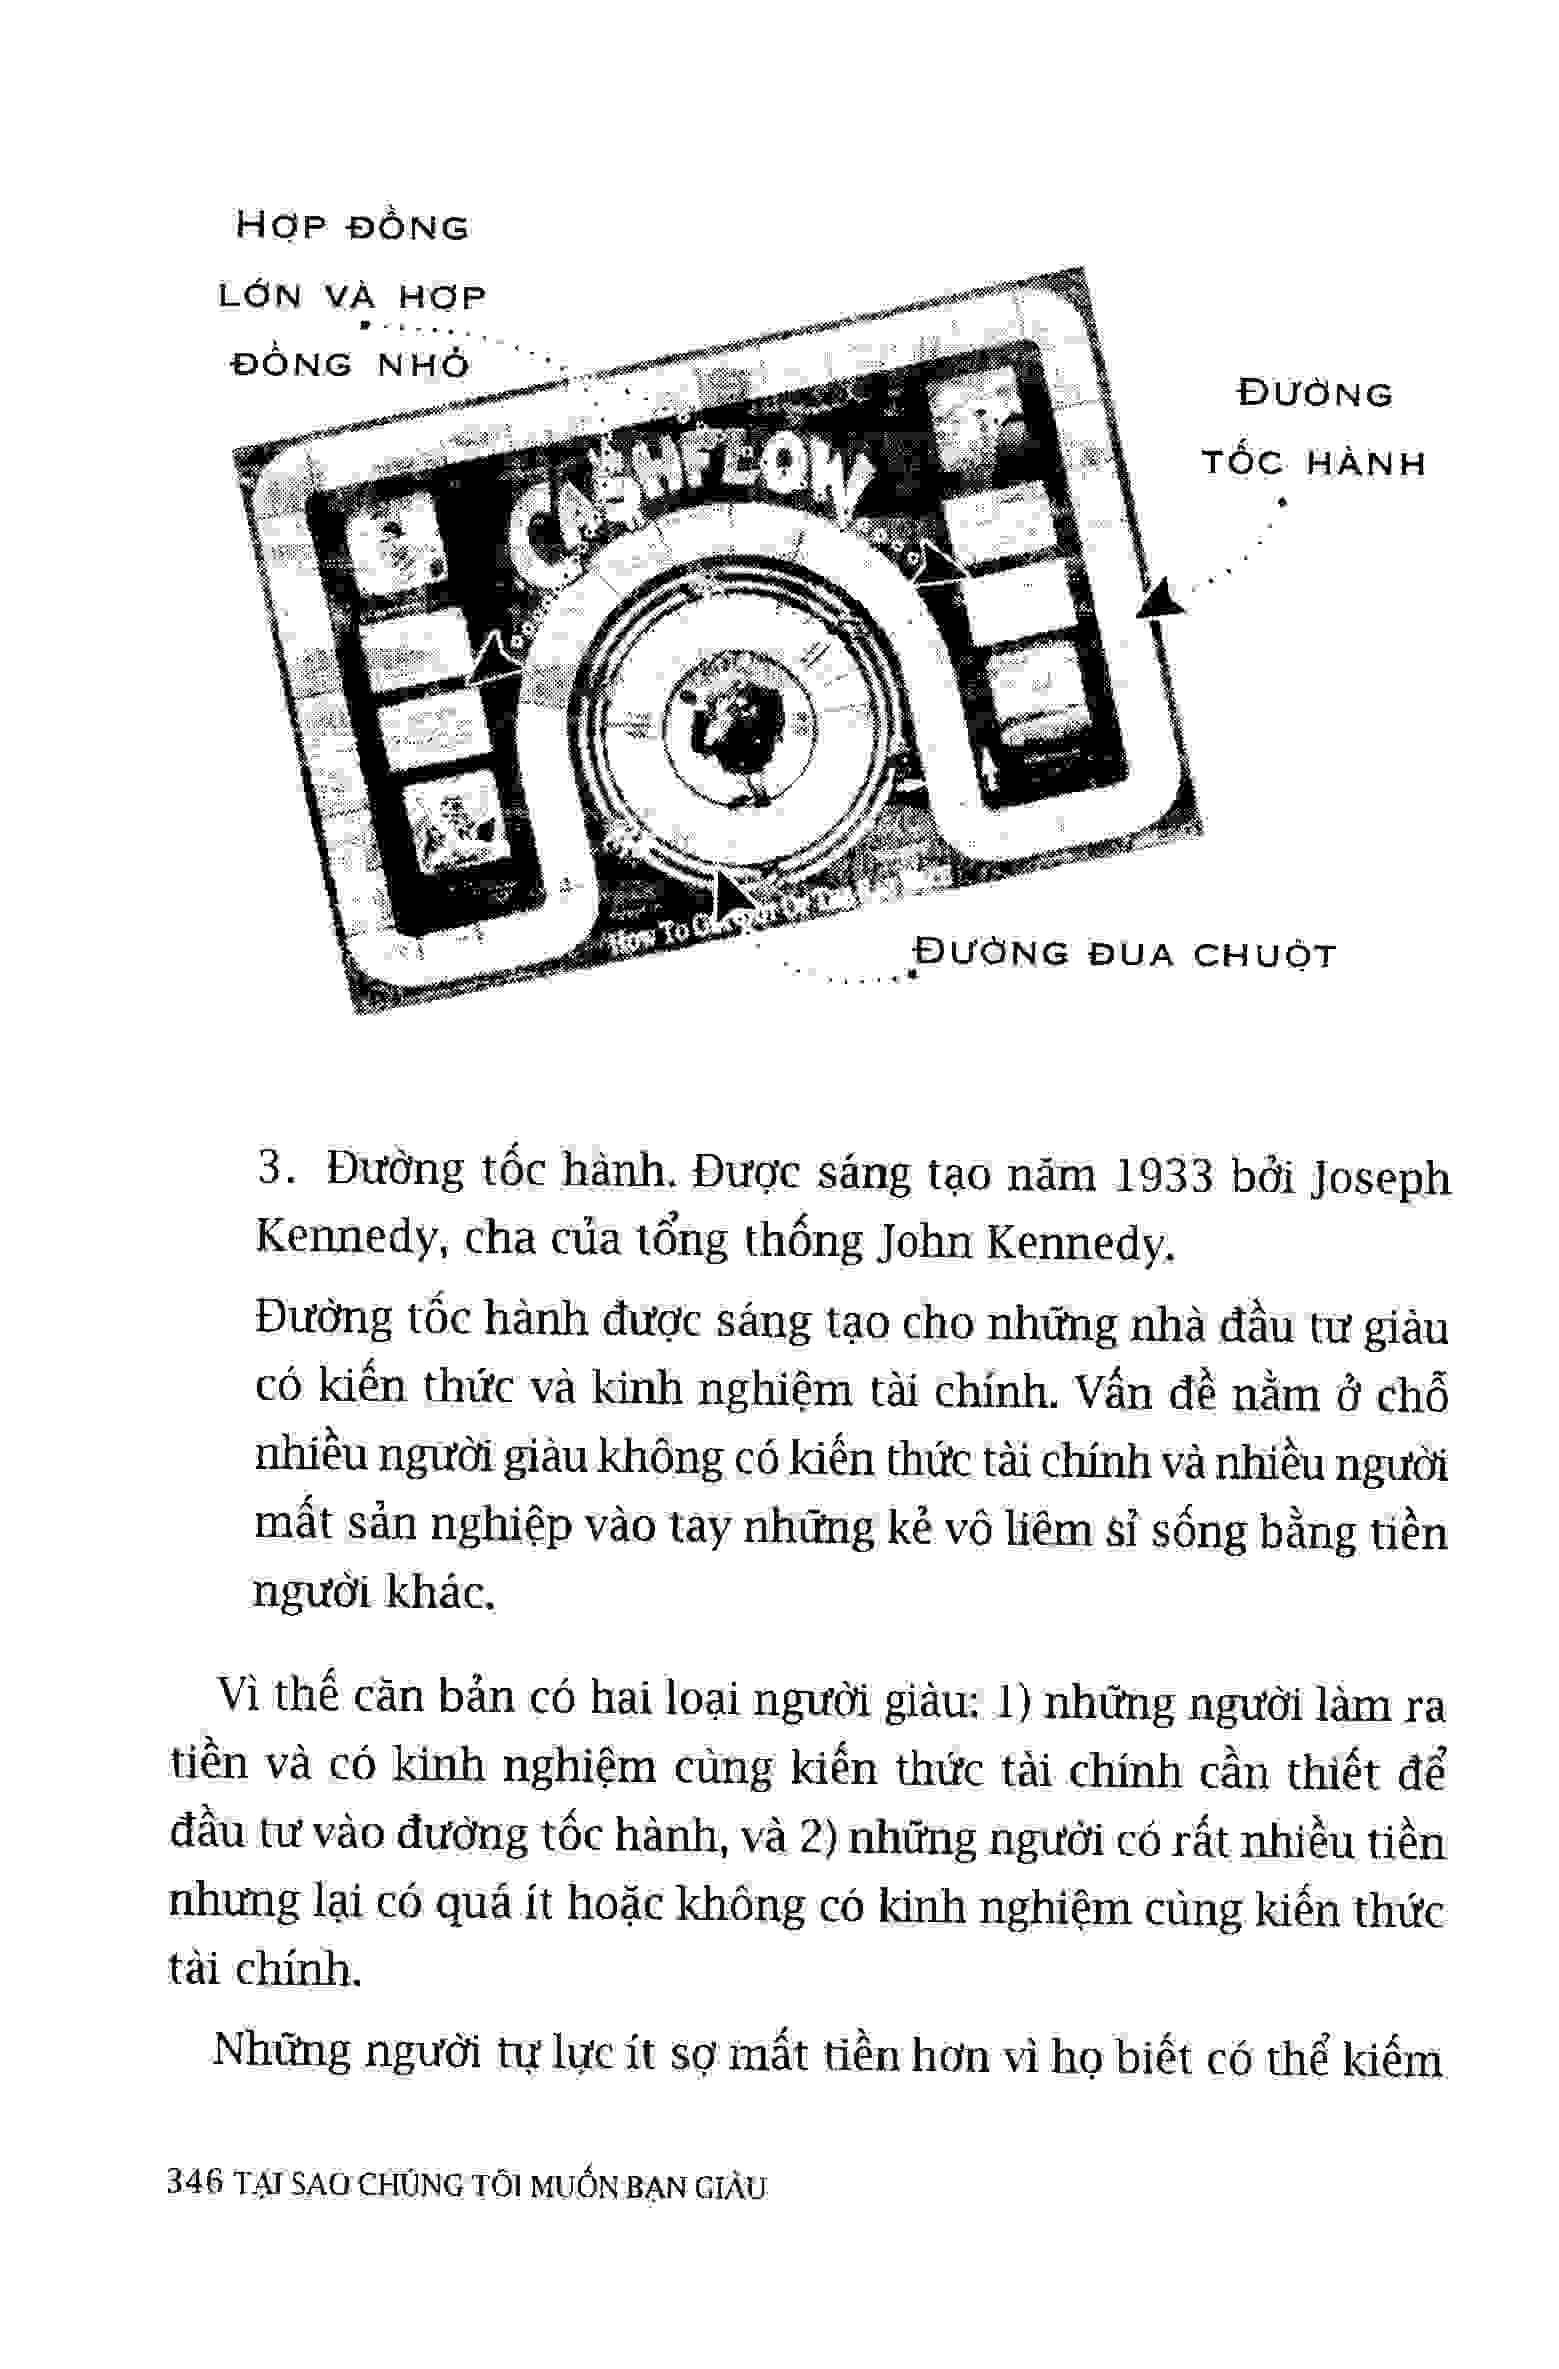 HỢP ĐỒNG
LỚN VÀ HỢP
ĐỒNG NHỎ
ĐƯỜNG
TỐC HÀNH
CASHFLOW
How To Get Out Of The Rat Race
ĐƯỜNG ĐUA CHUỘT
3. Đường tốc hành. Được sáng tạo năm 1933 bởi Joseph
Kennedy, cha của tổng thống John Kennedy.
Đường tốc hành được sáng tạo cho những nhà đầu tư giàu
có kiến thức và kinh nghiệm tài chính. Vấn đề nằm ở chỗ
nhiều người giàu không có kiến thức tài chính và nhiều người
mất sản nghiệp vào tay những kẻ vô liêm sỉ sống bằng tiền
người khác.
Vì thế căn bản có hai loại người giàu: 1) những người làm ra
tiền và có kinh nghiệm cùng kiến thức tài chính cần thiết để
đầu tư vào đường tốc hành, và 2) những người có rất nhiều tiền
nhưng lại có quá ít hoặc không có kinh nghiệm cùng kiến thức
tài chính.
Những người tự lực ít sợ mất tiền hơn vì họ biết có thể kiếm
346 TẠI SAO CHÚNG TÔI MUỐN BẠN GIÀU